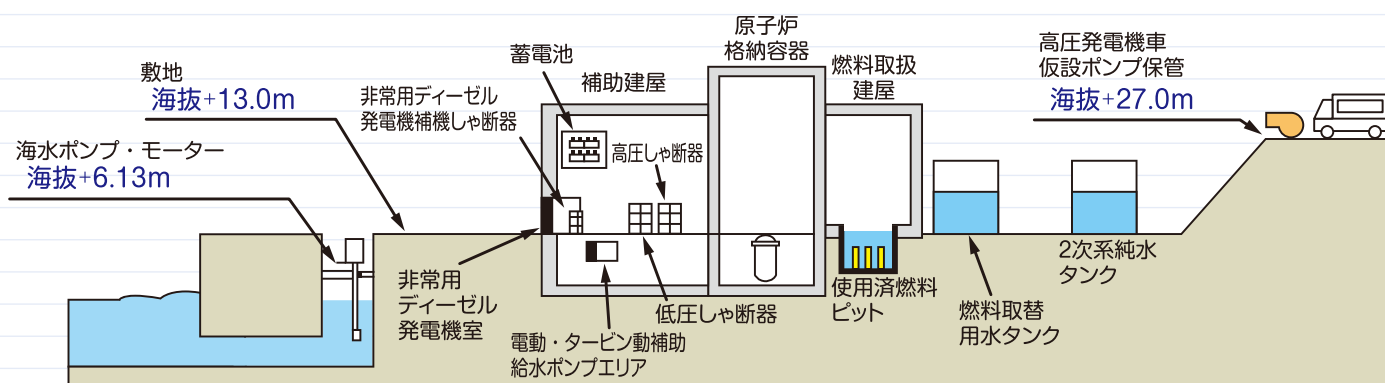 原子炉
格納容器
蓄電池
補助建屋
燃料取扱
建屋
高圧発電機車
仮設ポンプ保管
海抜+27.0m
敷地
海抜+13.0m
非常用ディーゼル
発電機補機しゃ断器
海水ポンプ・モーター
海抜+6.13m
高圧しゃ断器
非常用
ディーゼル
発電機室
電動・タービン動補助
給水ポンプエリア
低圧しゃ断器
使用済燃料
ピット
燃料取替
用水タンク
2次系純水
タンク